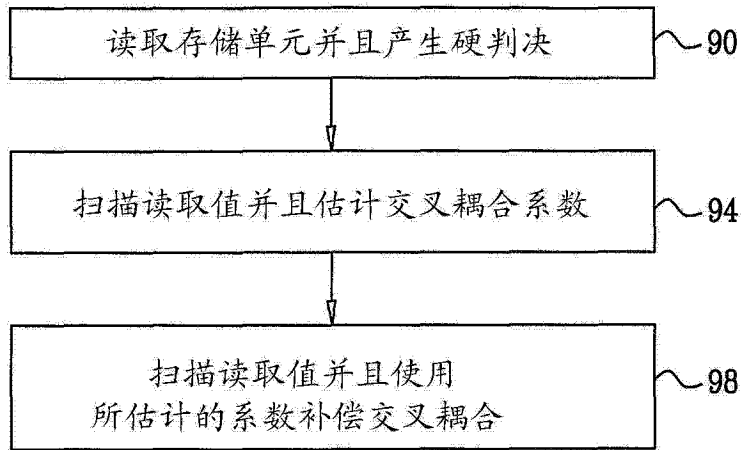 读取存储单元并且产生硬判决
90
扫描读取值并且估计交叉耦合系数
94
扫描读取值并且使用
所估计的系数补偿交叉耦合
98